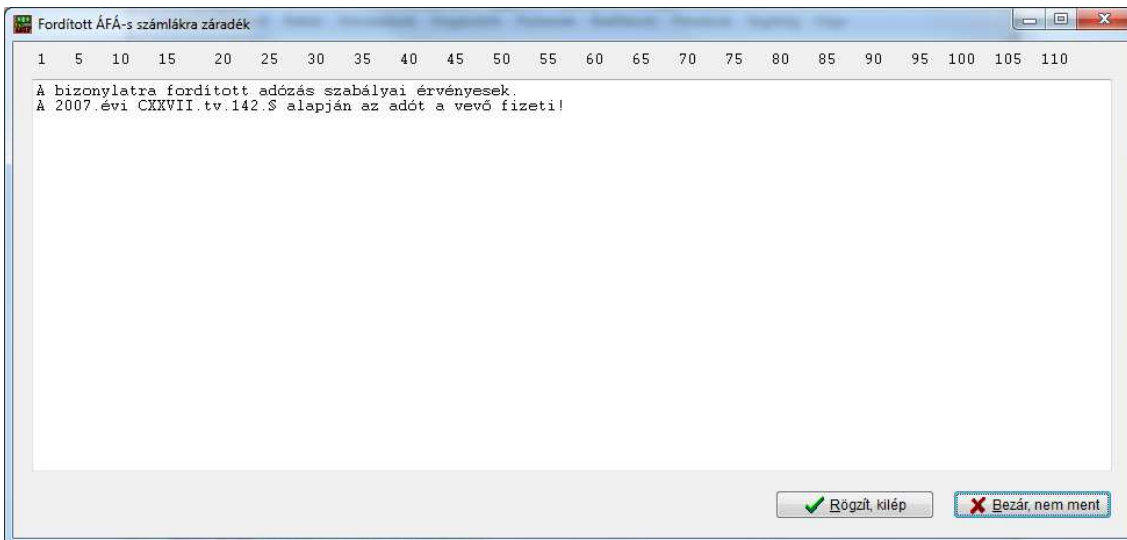 Fordított ÁFÁ-s számlákra záradék
1 5 10 15 20 25 30 35 40 45 50 55 60 65 70 75 80 85 90 95 100 105 110
A bizonylatra fordított adózás szabályai érvényesek.
A 2007.évi CXXVII.tv.142.§ alapján az adót a vevő fizeti!
Rögzít, kilép
Bezár, nem ment